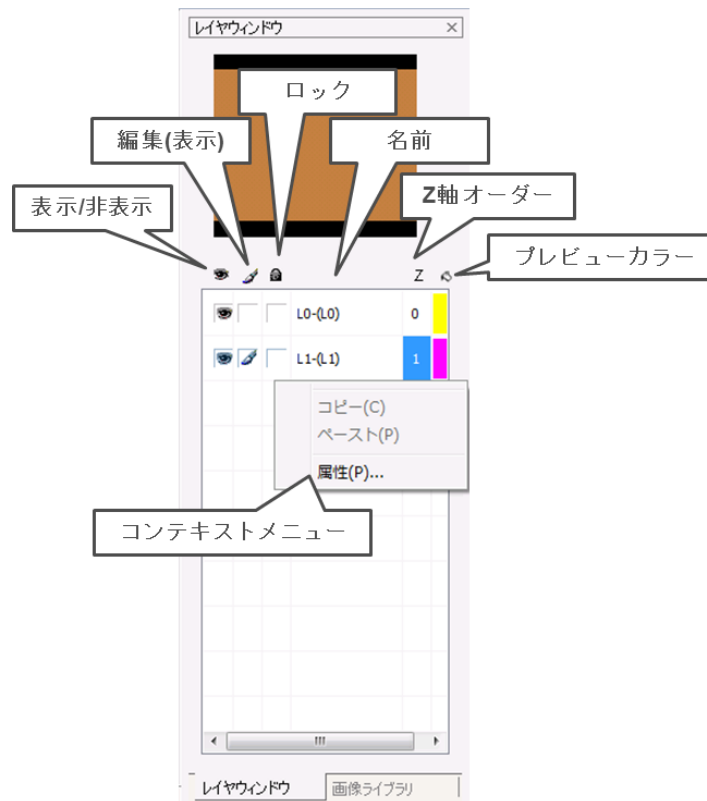 レイヤウィンドウ
ロック
編集(表示)
名前
表示/非表示
Z軸オーダー
プレビューカラー
Z
L0-(L0) 0
L1-(L1) 1
コピー(C)
ペースト(P)
属性(P)...
コンテキストメニュー
レイヤウィンドウ 画像ライブラリ